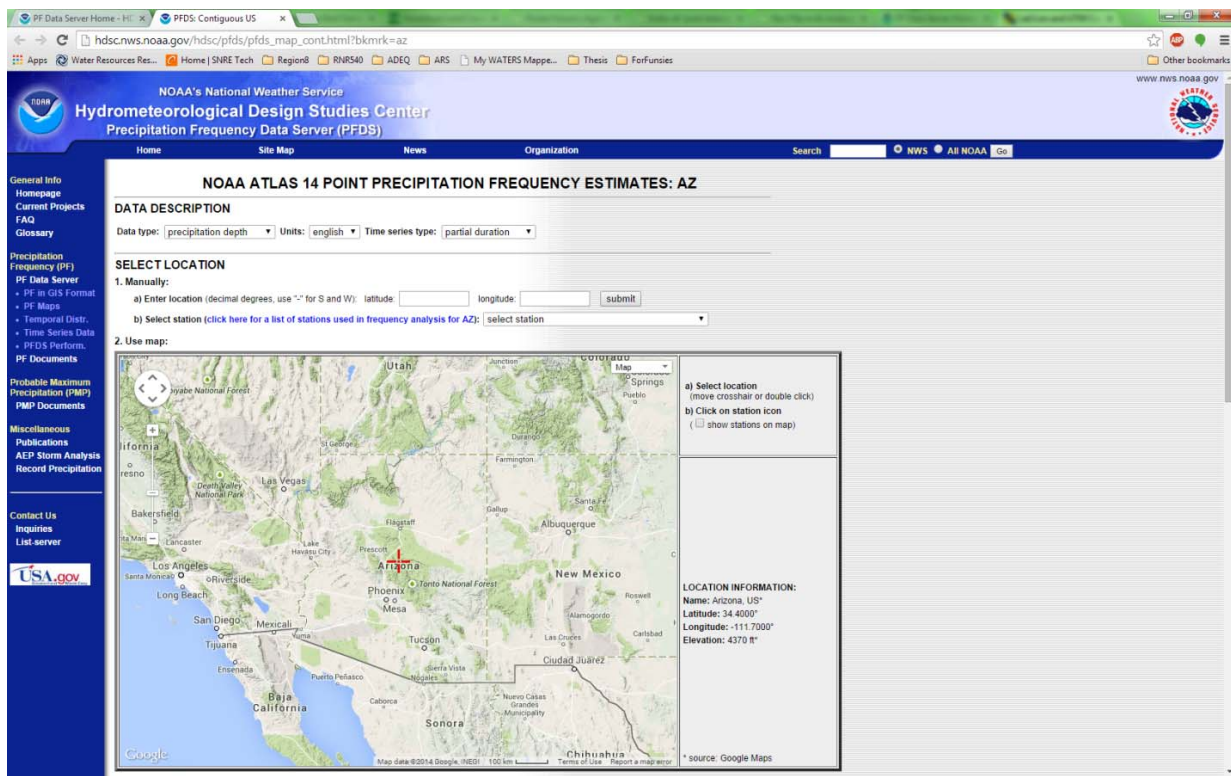 PF Data Server Home - HD
PFDS: Contiguous US
hdsc.nws.noaa.gov/hdsc/pfds/pfds_map_cont.html?bkmrk=az
Apps Water Resources Res... Home | SNRE Tech Region8 RNR540 ADEQ ARS My WATERS Mappe... Thesis ForFunsies Other bookmarks
www.nws.noaa.gov
NOAA
NOAA's National Weather Service
Hydrometeorological Design Studies Center
Precipitation Frequency Data Server (PFDS)
Home Site Map News Organization Search NWS All NOAA Go
General Info
Homepage
Current Projects
FAQ
Glossary
Precipitation
Frequency (PF)
PF Data Server
• PF in GIS Format
• PF Maps
• Temporal Distr.
• Time Series Data
• PFDS Perform.
PF Documents
Probable Maximum
Precipitation (PMP)
PMP Documents
Miscellaneous
Publications
AEP Storm Analysis
Record Precipitation
Contact Us
Inquiries
List-server
USA.gov
NOAA ATLAS 14 POINT PRECIPITATION FREQUENCY ESTIMATES: AZ
DATA DESCRIPTION
Data type: precipitation depth Units: english Time series type: partial duration
SELECT LOCATION
1. Manually:
a) Enter location (decimal degrees, use "-" for S and W): latitude: longitude: submit
b) Select station (click here for a list of stations used in frequency analysis for AZ): select station
2. Use map:
Utah
Junction
Colorado
Map
Springs
Pueblo
National Forest
St George
Durango
lifornia
Farmington
resno
Death Valley
National Park
Las Vegas
Santa Fe
Gallup
Bakersfield
Flagstaff
Albuquerque
Lancaster
Lake
Havasu City
Prescott
Los Angeles
Arizona
Santa Monica
Riverside
New Mexico
Long Beach
Phoenix
Tonto National Forest
Roswell
Mesa
San Diego
Mexicali
Alamogordo
Yuma
Tijuana
Tucson
Las Cruces
Carlsbad
Ciudad Juárez
Ensenada
Sierra Vista
Puerto Peñasco
Nogales
Baja
California
Caborca
Nuevo Casas
Grandes
Municipality
Sonora
Chihuahua
Google
Map data ©2014 Google, INEGI 100 km Terms of Use Report a map error
a) Select location
(move crosshair or double click)
b) Click on station icon
( show stations on map)
LOCATION INFORMATION:
Name: Arizona, US*
Latitude: 34.4000°
Longitude: -111.7000°
Elevation: 4370 ft*
* source: Google Maps